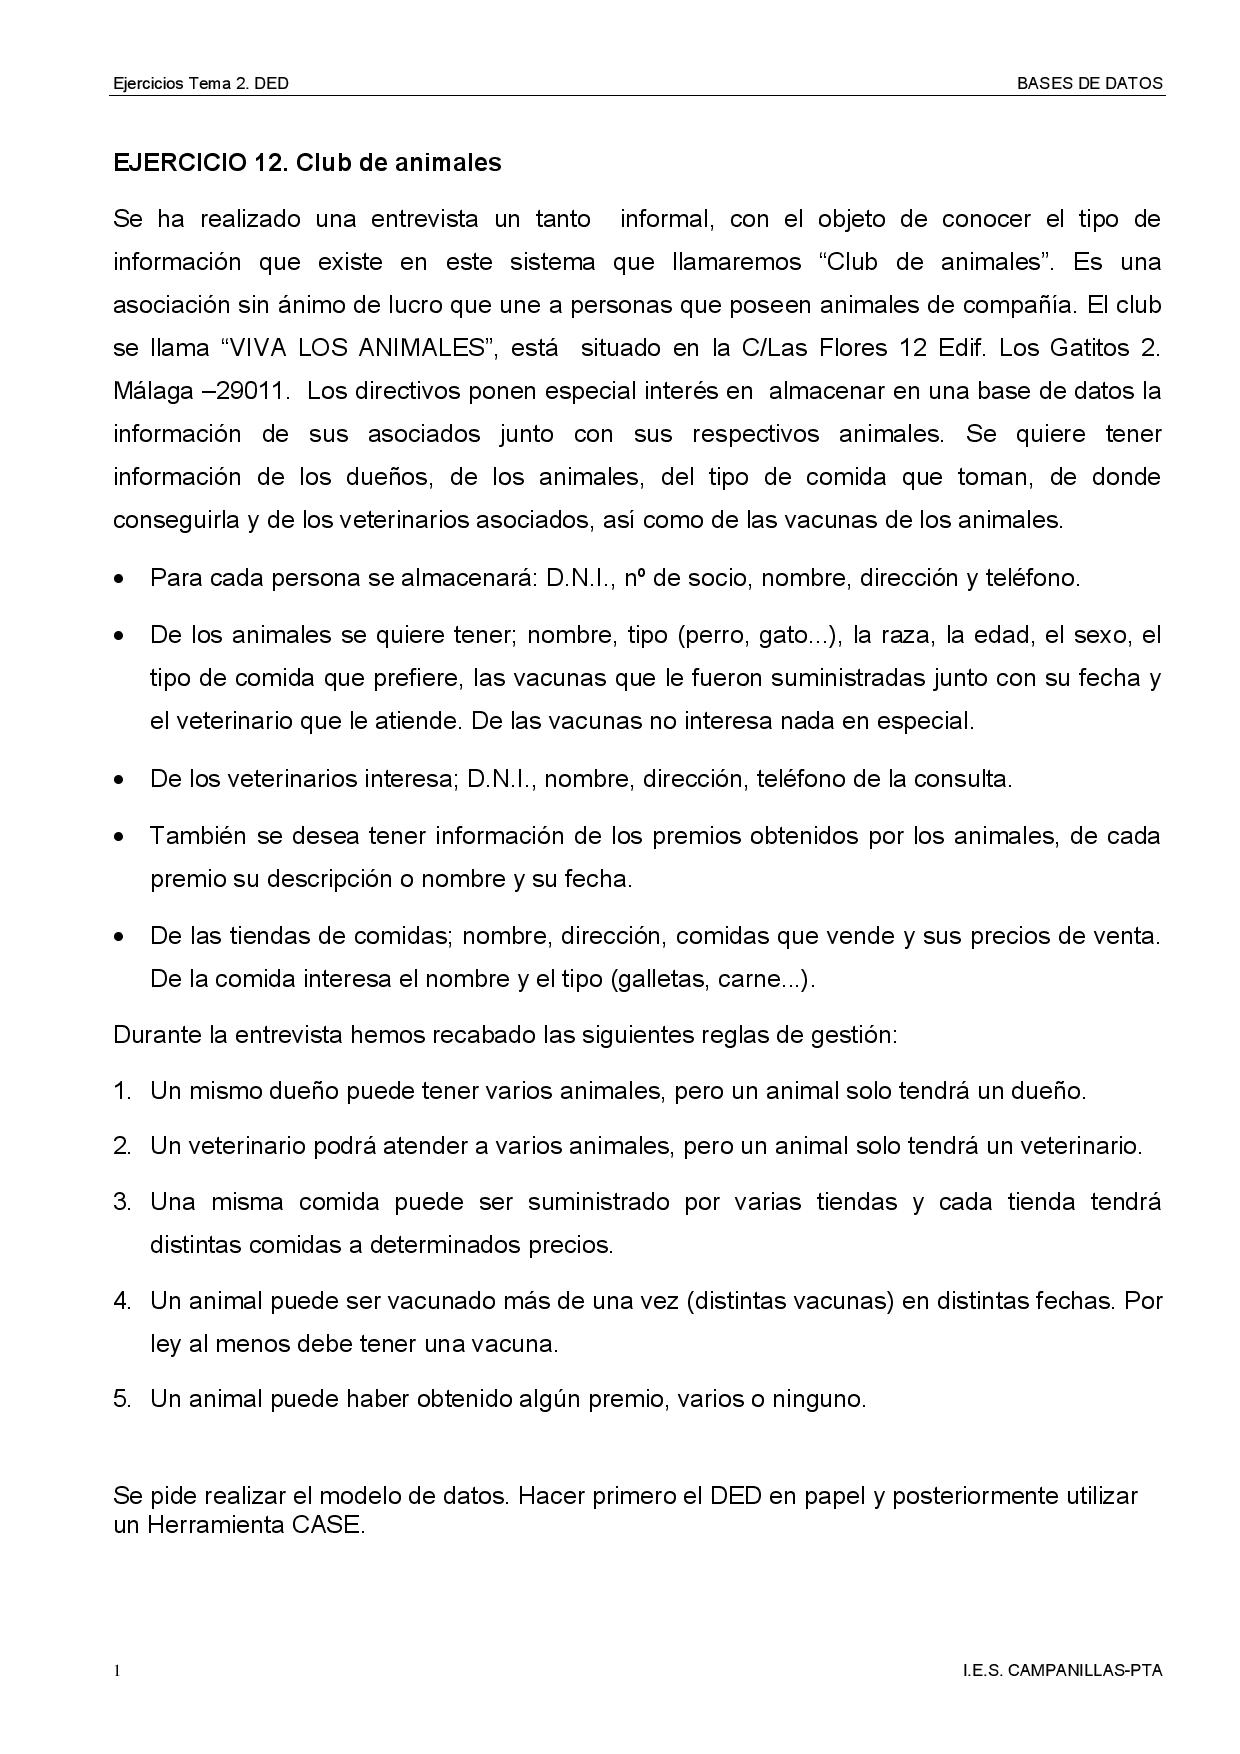 Ejercicios Tema 2. DED BASES DE DATOS
EJERCICIO 12. Club de animales
Se ha realizado una entrevista un tanto informal, con el objeto de conocer el tipo de
información que existe en este sistema que llamaremos “Club de animales”. Es una
asociación sin ánimo de lucro que une a personas que poseen animales de compañía. El club
se llama “VIVA LOS ANIMALES”, está situado en la C/Las Flores 12 Edif. Los Gatitos 2.
Málaga –29011. Los directivos ponen especial interés en almacenar en una base de datos la
información de sus asociados junto con sus respectivos animales. Se quiere tener
información de los dueños, de los animales, del tipo de comida que toman, de donde
conseguirla y de los veterinarios asociados, así como de las vacunas de los animales.
• Para cada persona se almacenará: D.N.I., nº de socio, nombre, dirección y teléfono.
• De los animales se quiere tener; nombre, tipo (perro, gato...), la raza, la edad, el sexo, el
tipo de comida que prefiere, las vacunas que le fueron suministradas junto con su fecha y
el veterinario que le atiende. De las vacunas no interesa nada en especial.
• De los veterinarios interesa; D.N.I., nombre, dirección, teléfono de la consulta.
• También se desea tener información de los premios obtenidos por los animales, de cada
premio su descripción o nombre y su fecha.
• De las tiendas de comidas; nombre, dirección, comidas que vende y sus precios de venta.
De la comida interesa el nombre y el tipo (galletas, carne...).
Durante la entrevista hemos recabado las siguientes reglas de gestión:
1. Un mismo dueño puede tener varios animales, pero un animal solo tendrá un dueño.
2. Un veterinario podrá atender a varios animales, pero un animal solo tendrá un veterinario.
3. Una misma comida puede ser suministrado por varias tiendas y cada tienda tendrá
distintas comidas a determinados precios.
4. Un animal puede ser vacunado más de una vez (distintas vacunas) en distintas fechas. Por
ley al menos debe tener una vacuna.
5. Un animal puede haber obtenido algún premio, varios o ninguno.
Se pide realizar el modelo de datos. Hacer primero el DED en papel y posteriormente utilizar
un Herramienta CASE.
1 I.E.S. CAMPANILLAS-PTA